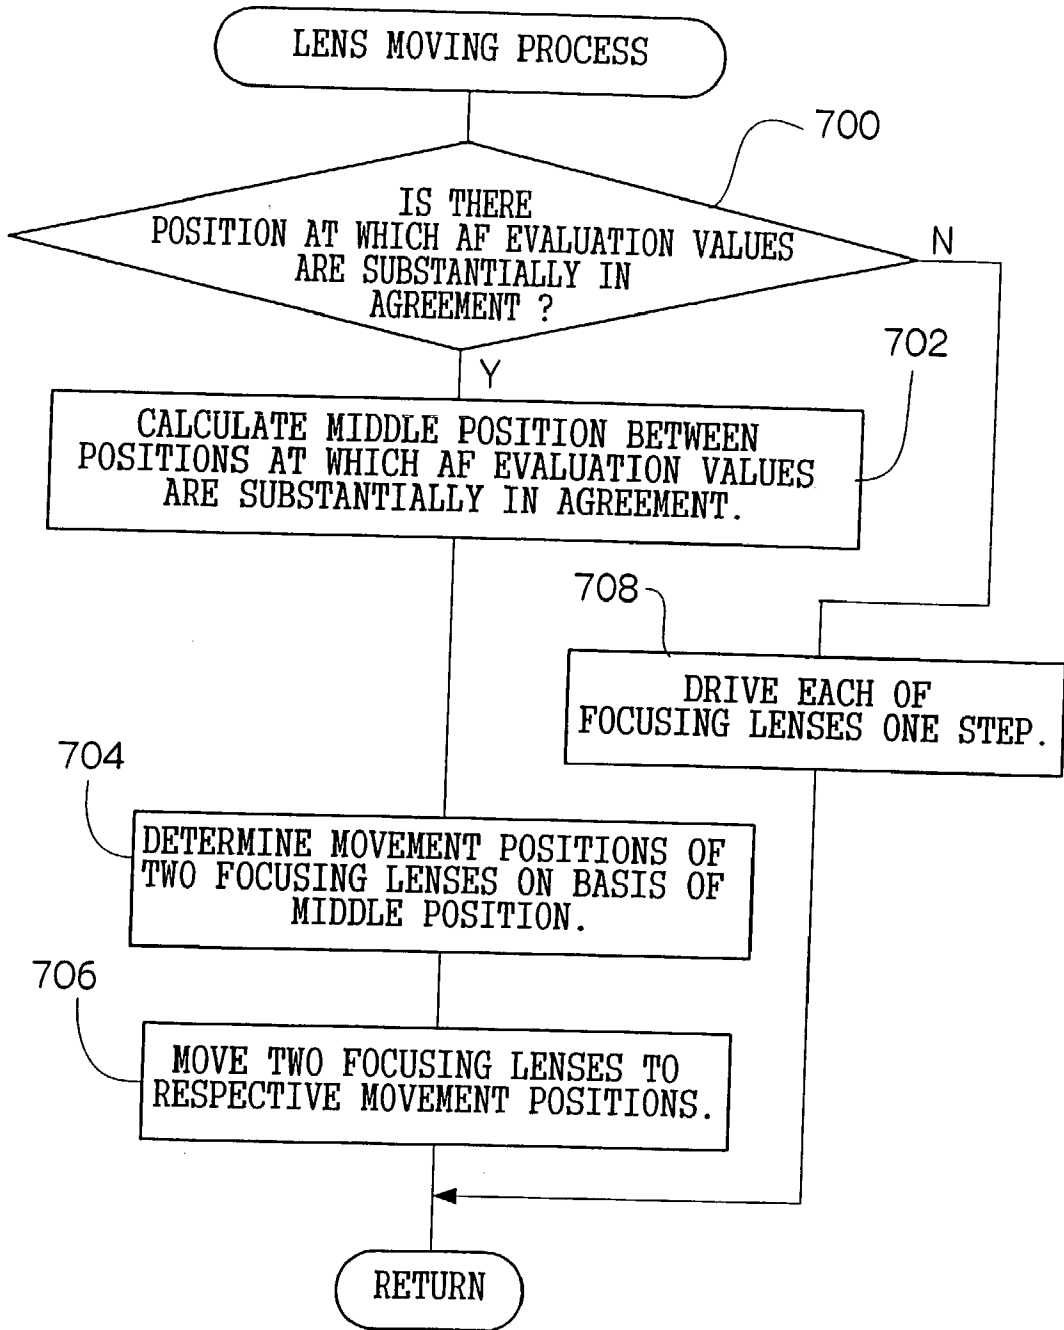 LENS MOVING PROCESS
700
IS THERE
POSITION AT WHICH AF EVALUATION VALUES
ARE SUBSTANTIALLY IN
AGREEMENT ?
N
Y
702
CALCULATE MIDDLE POSITION BETWEEN
POSITIONS AT WHICH AF EVALUATION VALUES
ARE SUBSTANTIALLY IN AGREEMENT.
708
DRIVE EACH OF
FOCUSING LENSES ONE STEP.
704
DETERMINE MOVEMENT POSITIONS OF
TWO FOCUSING LENSES ON BASIS OF
MIDDLE POSITION.
706
MOVE TWO FOCUSING LENSES TO
RESPECTIVE MOVEMENT POSITIONS.
RETURN